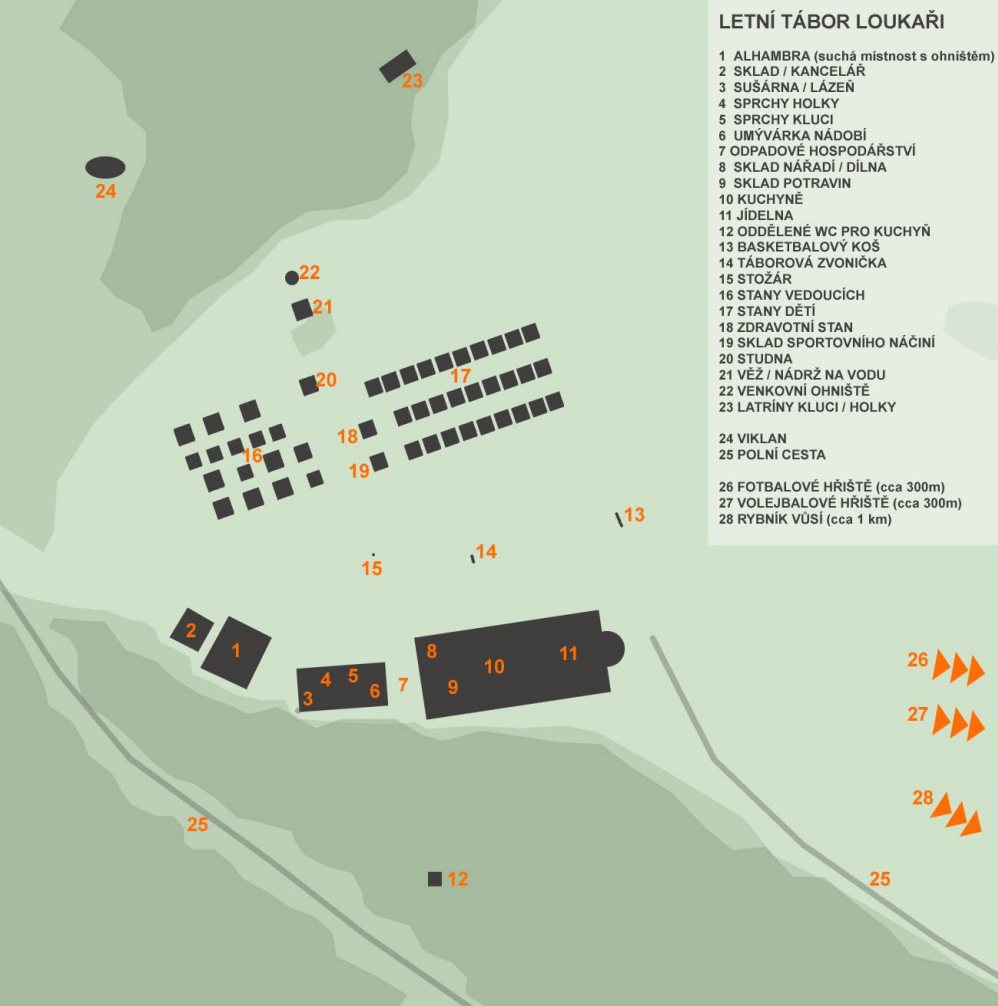 LETNÍ TÁBOR LOUKAŘI
1 ALHAMBRA (suchá místnost s ohništěm)
2 SKLAD / KANCELÁŘ
3 SUŠÁRNA / LÁZEŇ
4 SPRCHY HOLKY
5 SPRCHY KLUCI
6 UMÝVÁRKA NÁDOBÍ
7 ODPADOVÉ HOSPODÁŘSTVÍ
8 SKLAD NÁŘADÍ / DÍLNA
9 SKLAD POTRAVIN
10 KUCHYNĚ
11 JÍDELNA
12 ODDĚLENÉ WC PRO KUCHYŇ
13 BASKETBALOVÝ KOŠ
14 TÁBOROVÁ ZVONIČKA
15 STOŽÁR
16 STANY VEDOUCÍCH
17 STANY DĚTÍ
18 ZDRAVOTNÍ STAN
19 SKLAD SPORTOVNÍHO NÁČINÍ
20 STUDNA
21 VĚŽ / NÁDRŽ NA VODU
22 VENKOVNÍ OHNIŠTĚ
23 LATRÍNY KLUCI / HOLKY
24 VIKLAN
25 POLNÍ CESTA
26 FOTBALOVÉ HŘIŠTĚ (cca 300m)
27 VOLEJBALOVÉ HŘIŠTĚ (cca 300m)
28 RYBNÍK VŮSÍ (cca 1 km)
23
24
22
21
20
17
18
16
19
13
14
15
2
1
8
11
10
26
5
4
7
9
6
3
27
28
25
12
25